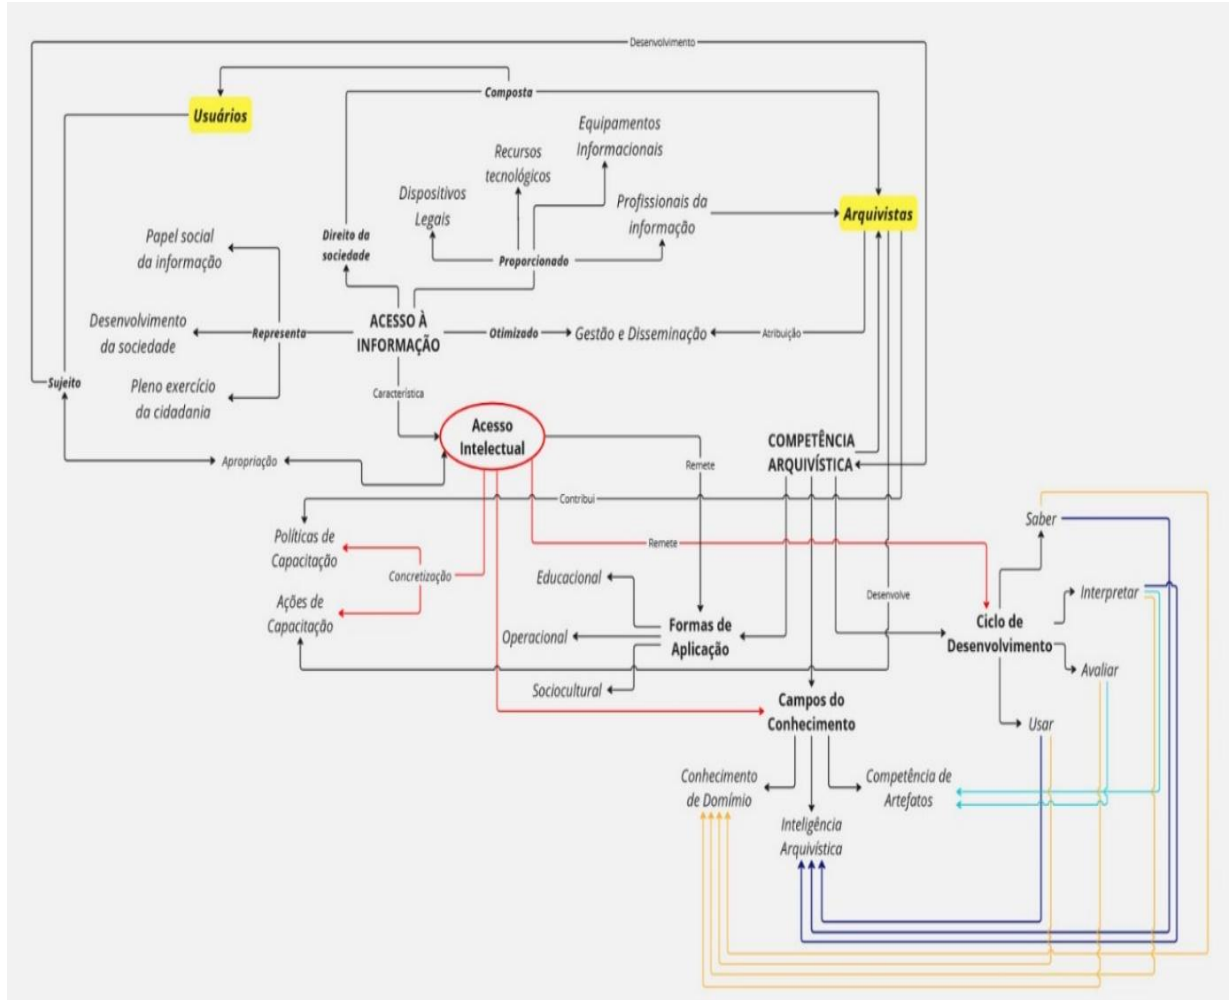 Desenvolvimento
Composta
Usuários
Equipamentos
Informacionais
Recursos
tecnológicos
Dispositivos
Legais
Profissionais da
informação
Arquivistas
Papel social
da informação
Direito da
sociedade
Proporcionado
Desenvolvimento
da sociedade
Representa
ACESSO À
INFORMAÇÃO
Otimizado
Gestão e Disseminação
Atribuição
Sujeito
Pleno exercício
da cidadania
Característica
Acesso
Intelectual
COMPETÊNCIA
ARQUIVÍSTICA
Apropriação
Remete
Contribui
Políticas de
Capacitação
Remete
Saber
Concretização
Educacional
Desenvolve
Interpretar
Ações de
Capacitação
Operacional
Formas de
Aplicação
Ciclo de
Desenvolvimento
Avaliar
Sociocultural
Campos do
Conhecimento
Usar
Conhecimento
de Domímio
Competência de
Artefatos
Inteligência
Arquivística